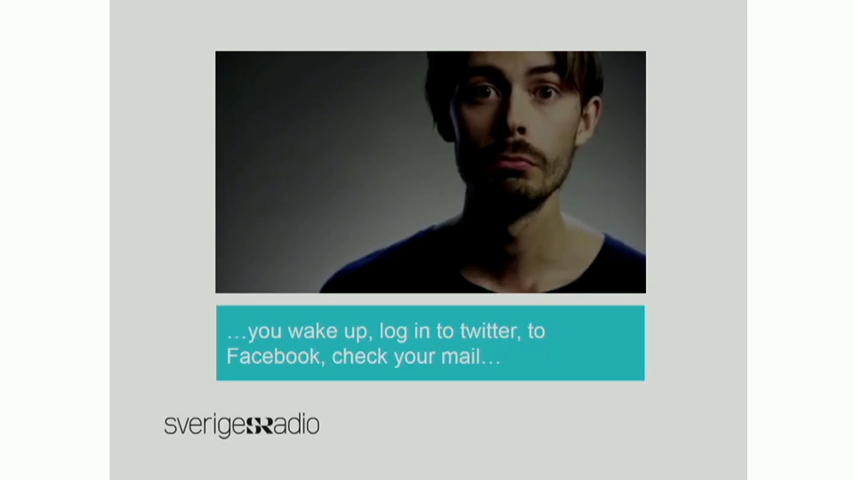 …you wake up, log in to twitter, to
Facebook, check your mail…
sverigesRadio